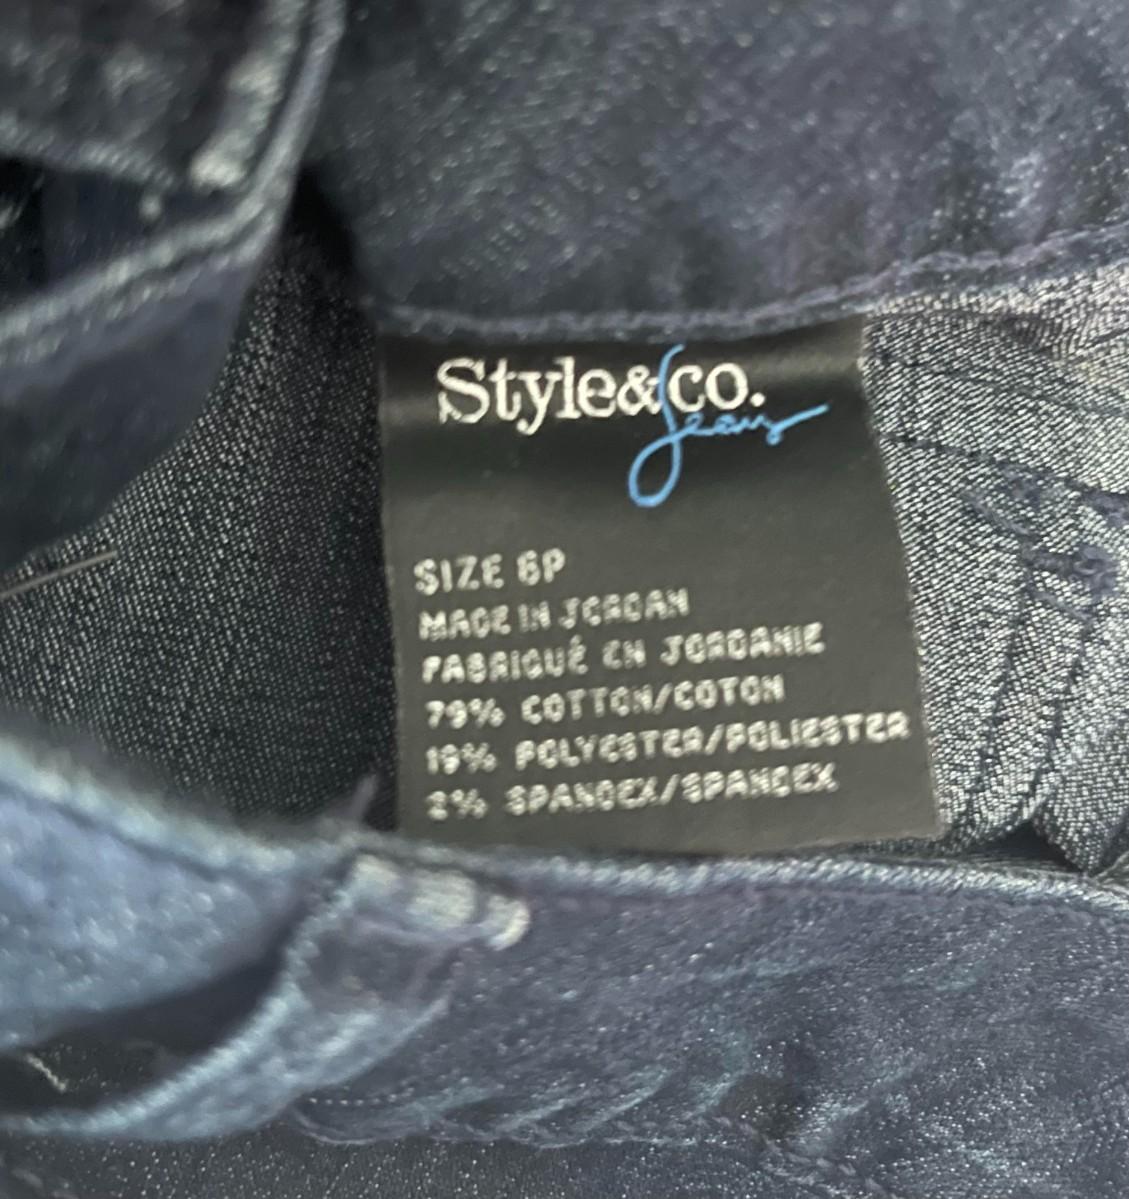 Style&co.
Jeans
SIZE 6P
MADE IN JORDAN
FABRIQUÉ EN JORDANIE
79% COTTON/COTON
19% POLYESTER/POLIESTER
2% SPANDEX/SPANDEX